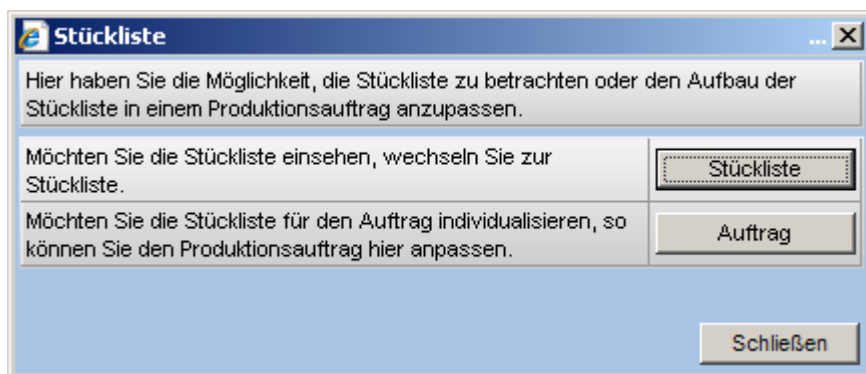 Stückliste
...
Hier haben Sie die Möglichkeit, die Stückliste zu betrachten oder den Aufbau der
Stückliste in einem Produktionsauftrag anzupassen.
Möchten Sie die Stückliste einsehen, wechseln Sie zur
Stückliste.
Stückliste
Möchten Sie die Stückliste für den Auftrag individualisieren, so
können Sie den Produktionsauftrag hier anpassen.
Auftrag
Schließen